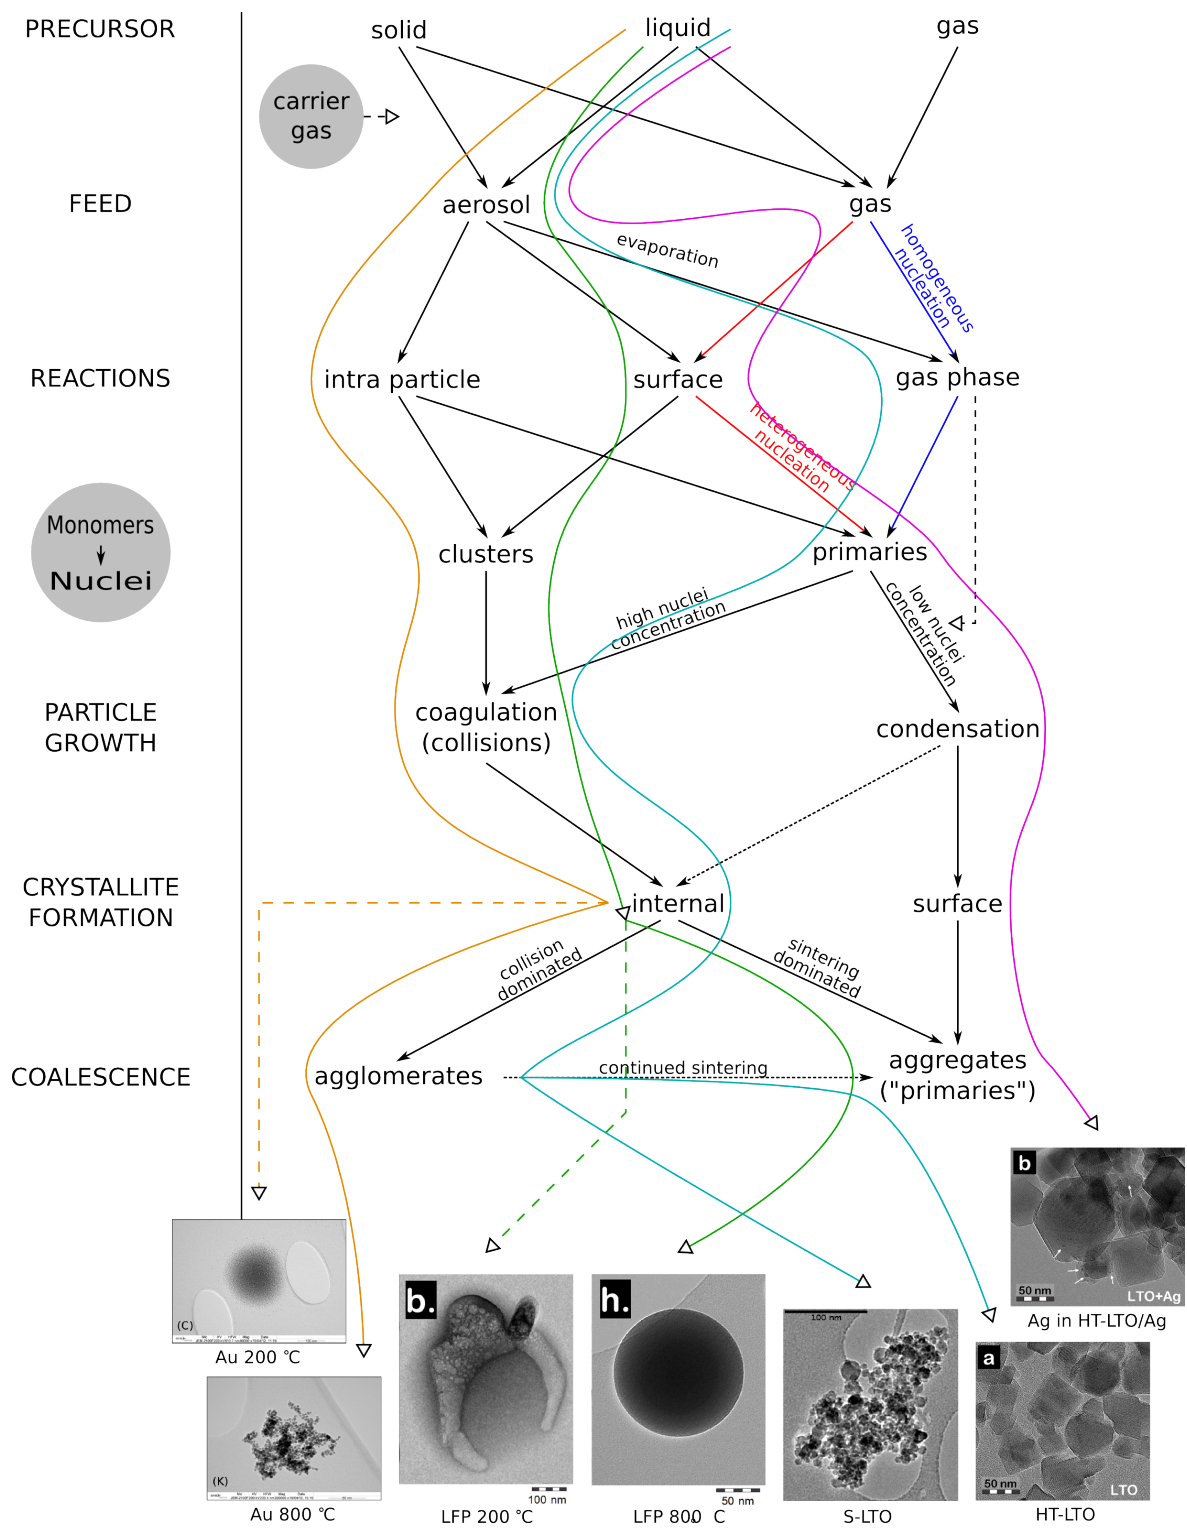 PRECURSOR
solid
liquid
gas
carrier
gas
FEED
aerosol
gas
evaporation
homogeneous
nucleation
REACTIONS
intra particle
surface
gas phase
heterogeneous
nucleation
Monomers
Nuclei
clusters
primaries
high nuclei
concentration
low nuclei
concentration
PARTICLE
GROWTH
coagulation
(collisions)
condensation
CRYSTALLITE
FORMATION
internal
surface
collision
dominated
sintering
dominated
COALESCENCE
agglomerates
continued sintering
aggregates
("primaries")
(C)
Au 200 °C
(K)
Au 800 °C
b.
100 nm
LFP 200 °C
h.
50 nm
LFP 800 C
100 nm
S-LTO
b
50 nm
LTO+Ag
Ag in HT-LTO/Ag
a
50 nm
LTO
HT-LTO